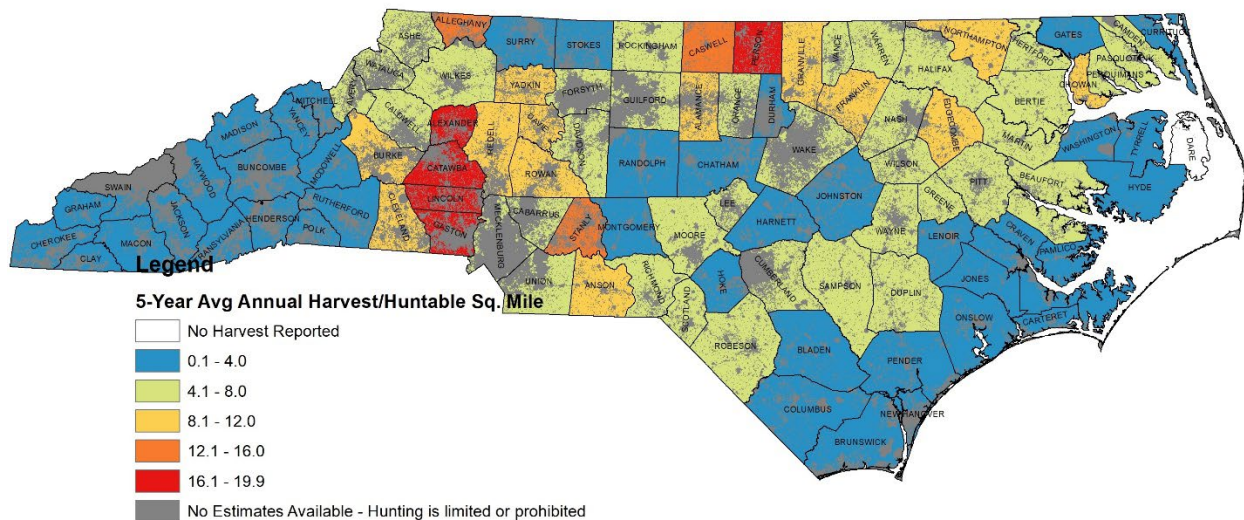 ALLEGHANY
ASHE
SURRY
STOKES
ROCKINGHAM
CASWELL
PERSON
GRANVILLE
VANCE
WARREN
NORTHAMPTON
HERTFORD
GATES
CAMDEN
CURRITUCK
PASQUOTANK
PERQUIMANS
CHOWAN
WATAUGA
WILKES
YADKIN
FORSYTH
GUILFORD
ALAMANCE
ORANGE
DURHAM
FRANKLIN
HALIFAX
BERTIE
MITCHELL
AVERY
YANCEY
MADISON
CALDWELL
ALEXANDER
IREDELL
DAVIE
DAVIDSON
RANDOLPH
CHATHAM
WAKE
NASH
EDGECOMBE
MARTIN
WASHINGTON
TYRRELL
DARE
SWAIN
HAYWOOD
BUNCOMBE
MCDOWELL
BURKE
CATAWBA
ROWAN
WILSON
PITT
BEAUFORT
HYDE
GRAHAM
JACKSON
HENDERSON
RUTHERFORD
POLK
CLEVELAND
LINCOLN
GASTON
MECKLENBURG
CABARRUS
STANLY
MONTGOMERY
MOORE
LEE
HARNETT
JOHNSTON
WAYNE
GREENE
LENOIR
CRAVEN
PAMLICO
CHEROKEE
CLAY
MACON
TRANSYLVANIA
UNION
ANSON
RICHMOND
SCOTLAND
HOKE
CUMBERLAND
SAMPSON
DUPLIN
JONES
ONSLOW
CARTERET
ROBESON
BLADEN
PENDER
COLUMBUS
NEW HANOVER
BRUNSWICK
Legend
5-Year Avg Annual Harvest/Huntable Sq. Mile
No Harvest Reported
0.1 - 4.0
4.1 - 8.0
8.1 - 12.0
12.1 - 16.0
16.1 - 19.9
No Estimates Available - Hunting is limited or prohibited